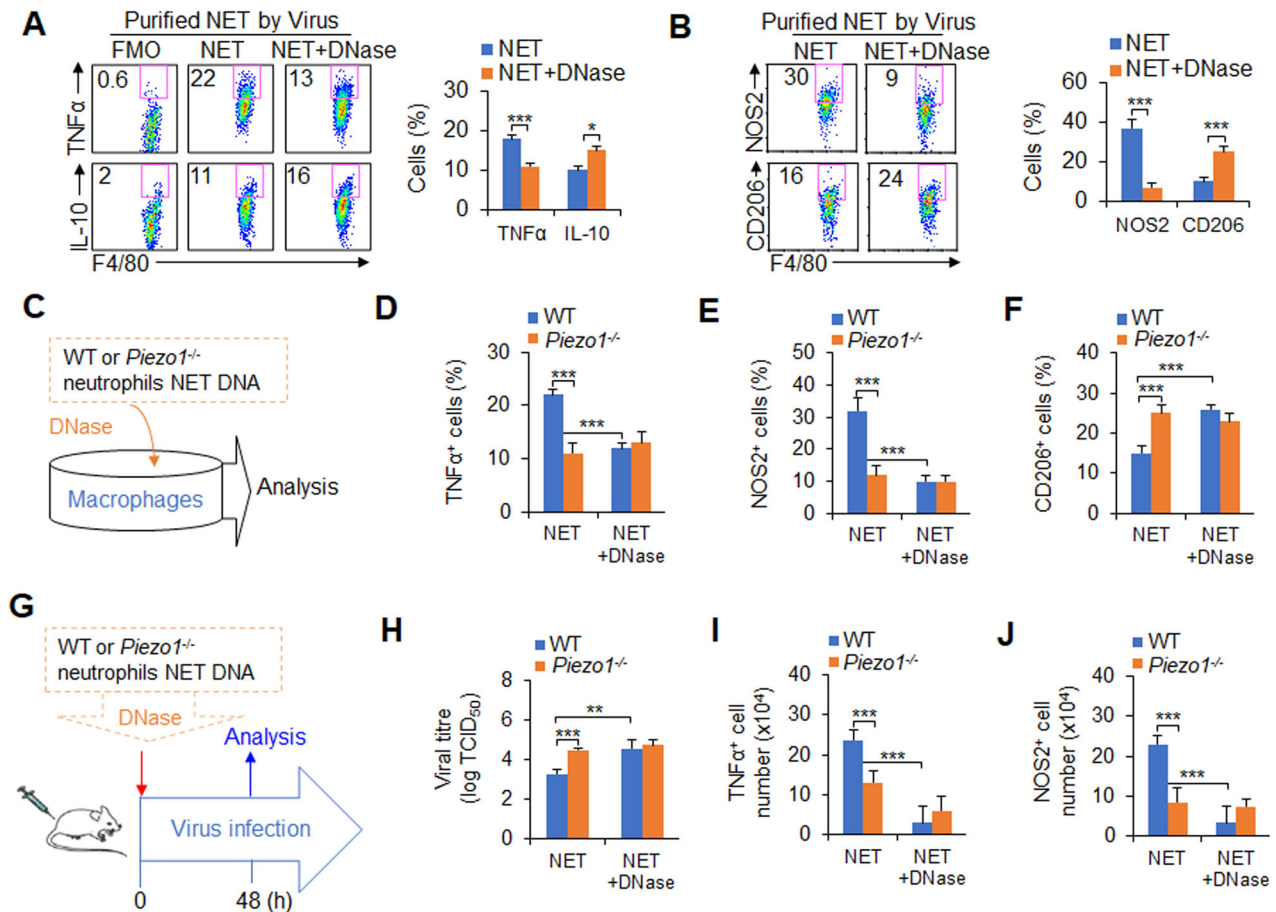 A
Purified NET by Virus
FMO NET NET+DNase
TNFα
0.6 22 13
IL-10
2 11 16
F4/80
NET
NET+DNase
Cells (%)
30
20
10
0
***
*
TNFα IL-10
B
Purified NET by Virus
NET NET+DNase
NOS2
30 9
CD206
16 24
F4/80
NET
NET+DNase
Cells (%)
60
40
20
0
***
***
NOS2 CD206
C
WT or Piezo1-/-
neutrophils NET DNA
DNase
Macrophages
Analysis
D
WT
Piezo1-/-
TNFα+ cells (%)
30
20
10
0
***
***
NET NET
+DNase
E
WT
Piezo1-/-
NOS2+ cells (%)
50
40
30
20
10
0
***
***
NET NET
+DNase
F
WT
Piezo1-/-
CD206+ cells (%)
50
40
30
20
10
0
***
***
NET NET
+DNase
G
WT or Piezo1-/-
neutrophils NET DNA
DNase
Analysis
Virus infection
0 48 (h)
H
WT
Piezo1-/-
Viral titre
(log TCID50)
8
6
4
2
0
**
***
NET NET
+DNase
I
WT
Piezo1-/-
TNFα+ cell
number (x10⁴)
40
30
20
10
0
***
***
NET NET
+DNase
J
WT
Piezo1-/-
NOS2+ cell
number (x10⁴)
40
30
20
10
0
***
***
NET NET
+DNase